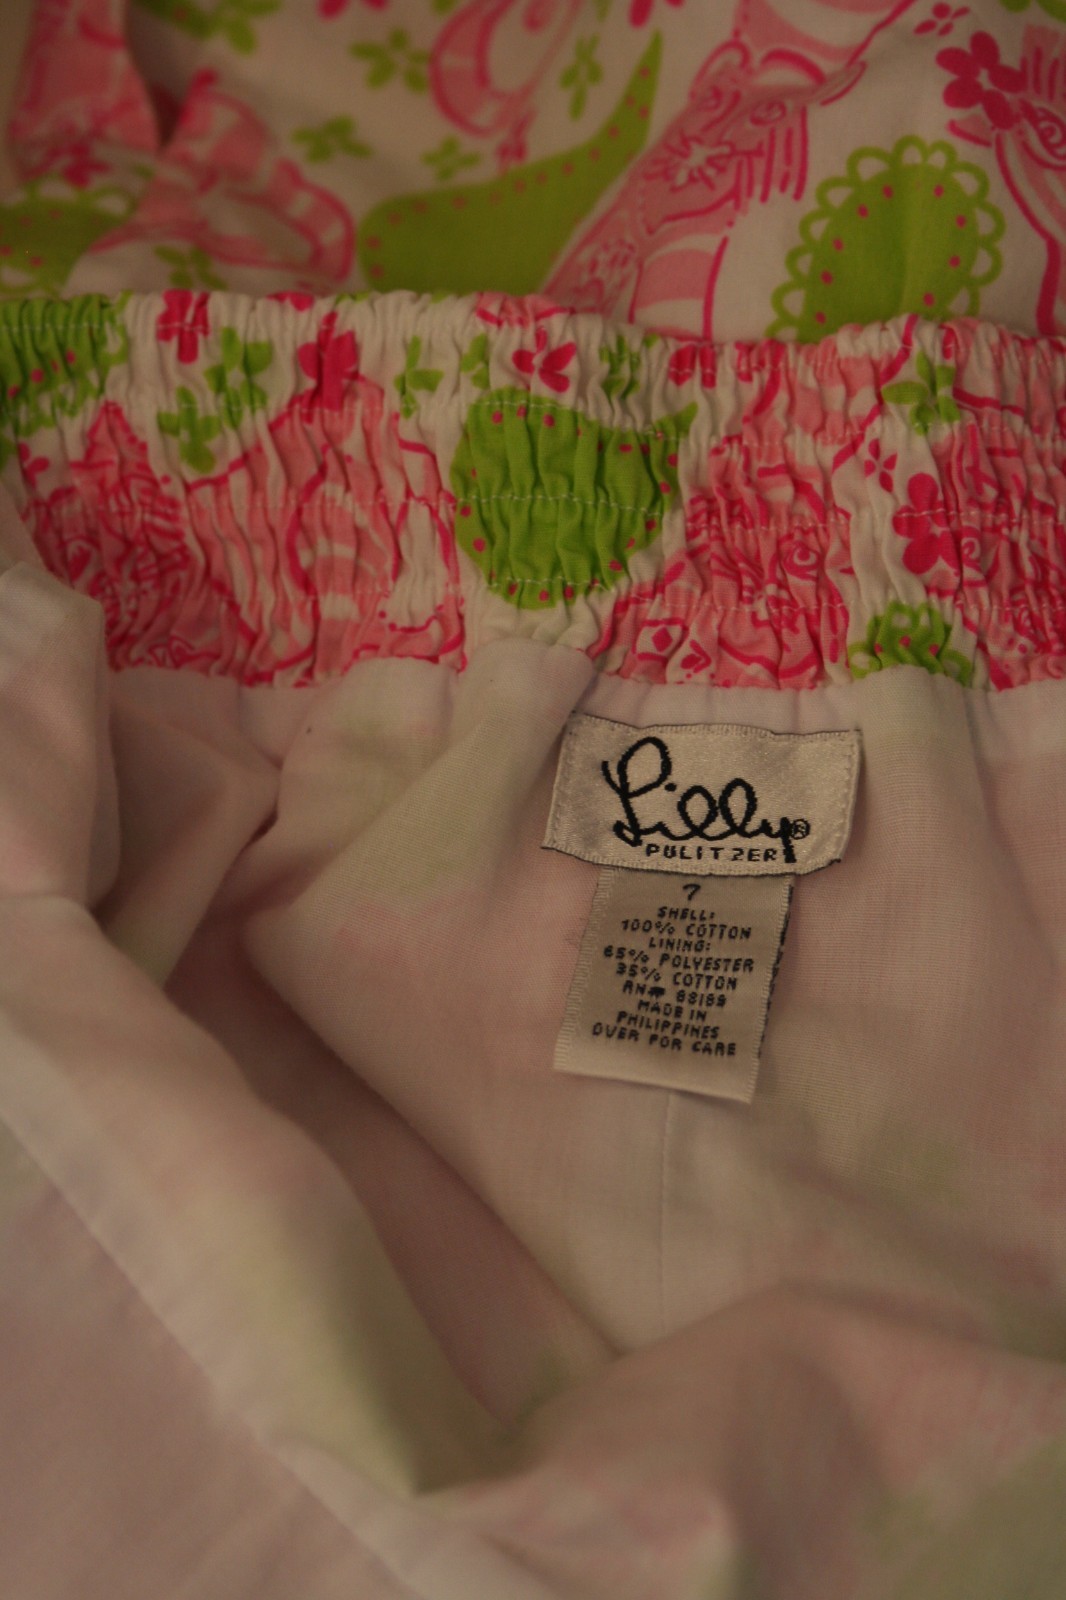 Lilly®
PULITZER
7
SHELL:
100% COTTON
LINING:
65% POLYESTER
35% COTTON
RN# 88189
MADE IN
PHILIPPINES
OVER FOR CARE